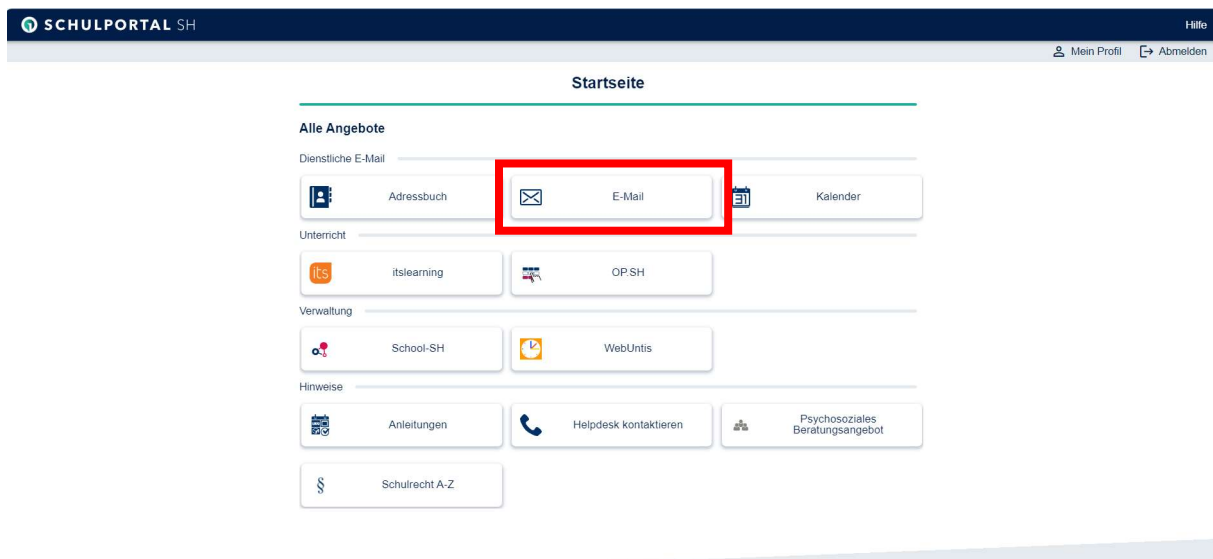 SCHULPORTAL SH
Hilfe
Mein Profil Abmelden
Startseite
Alle Angebote
Dienstliche E-Mail
Adressbuch E-Mail 31 Kalender
Unterricht
its itslearning OP.SH
Verwaltung
School-SH WebUntis
Hinweise
Anleitungen Helpdesk kontaktieren Psychosoziales
Beratungsangebot
§ Schulrecht A-Z